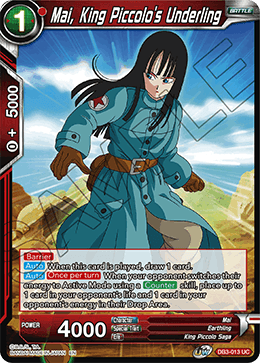 1
Mai, King Piccolo's Underling
BATTLE
+ 5000
Barrier
Auto When this card is played, draw 1 card.
Auto Once per turn When your opponent switches their
energy to Active Mode using a Counter skill, place up to
1 card in your opponent's life and 1 card in your
opponent's energy in their Drop Area.
POWER
4000
Character
Mai
Special Trait
Earthling
Era
King Piccolo Saga
DB3-013 UC